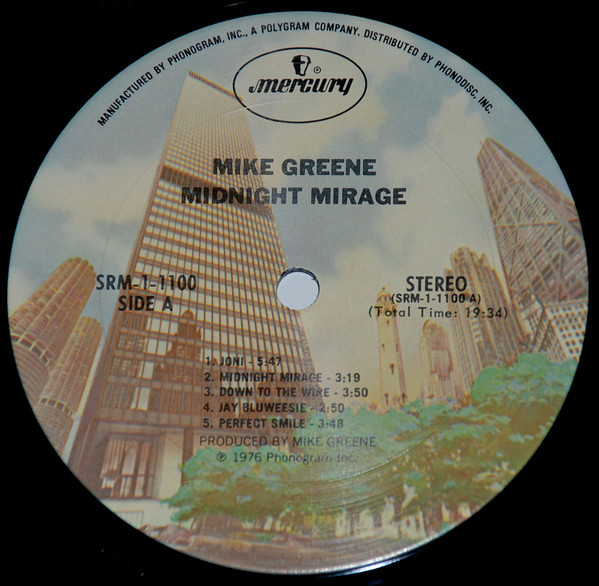 MANUFACTURED BY PHONOGRAM, INC., A POLYGRAM COMPANY. DISTRIBUTED BY PHONODISC, INC.
®
mercury
MIKE GREENE
MIDNIGHT MIRAGE
SRM-1-1100
SIDE A
STEREO
(SRM-1-1100 A)
(Total Time: 19:34)
1. JONI - 5:47
2. MIDNIGHT MIRAGE - 3:19
3. DOWN TO THE WIRE - 3:50
4. JAY BLUWEESIE - 2:50
5. PERFECT SMILE - 3:48
PRODUCED BY MIKE GREENE
℗ 1976 Phonogram Inc.